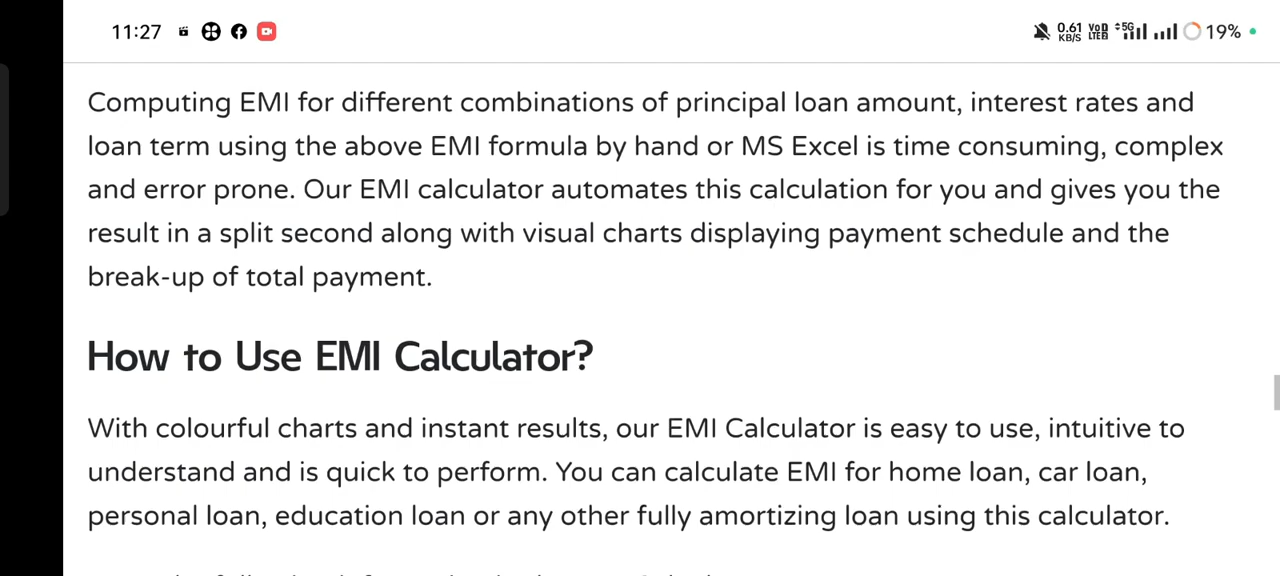 11:27
0.61 KB/S VoD LTEB 5G 19%
Computing EMI for different combinations of principal loan amount, interest rates and
loan term using the above EMI formula by hand or MS Excel is time consuming, complex
and error prone. Our EMI calculator automates this calculation for you and gives you the
result in a split second along with visual charts displaying payment schedule and the
break-up of total payment.
How to Use EMI Calculator?
With colourful charts and instant results, our EMI Calculator is easy to use, intuitive to
understand and is quick to perform. You can calculate EMI for home loan, car loan,
personal loan, education loan or any other fully amortizing loan using this calculator.